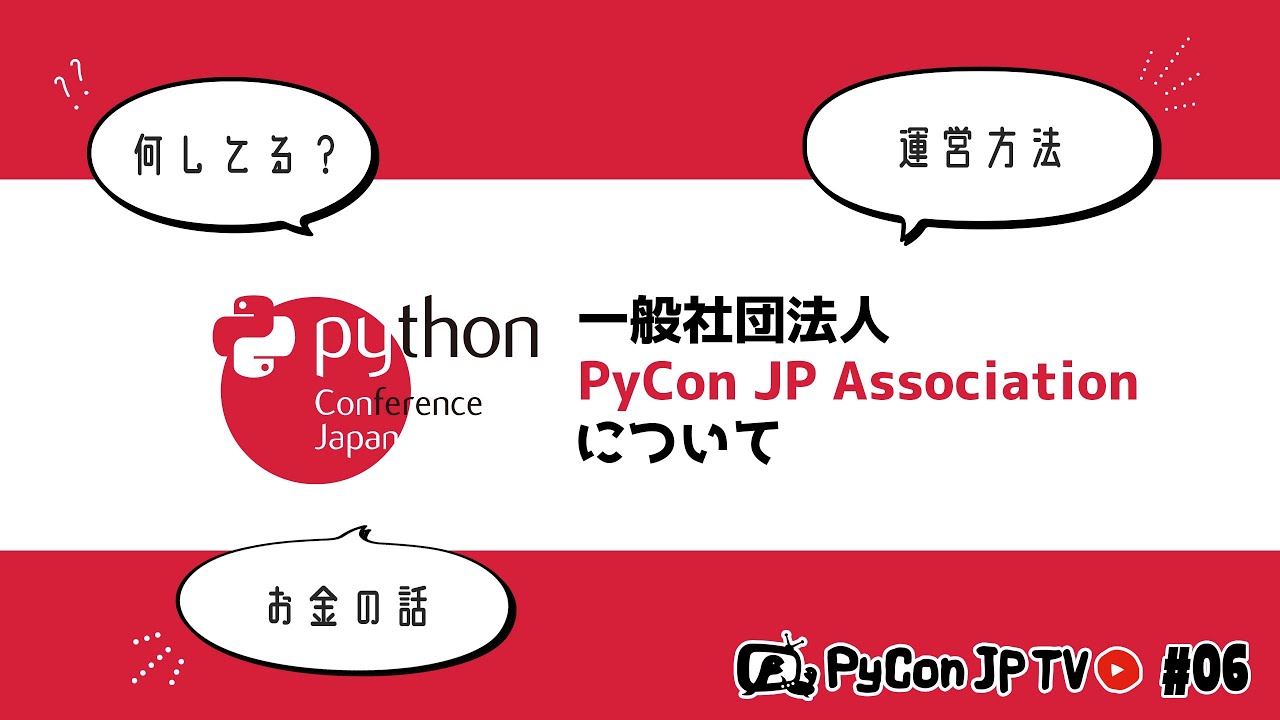 ??
何してる?
運営方法
python
Conference
Japan
一般社団法人
PyCon JP Association
について
お金の話
PyCon JP TV #06